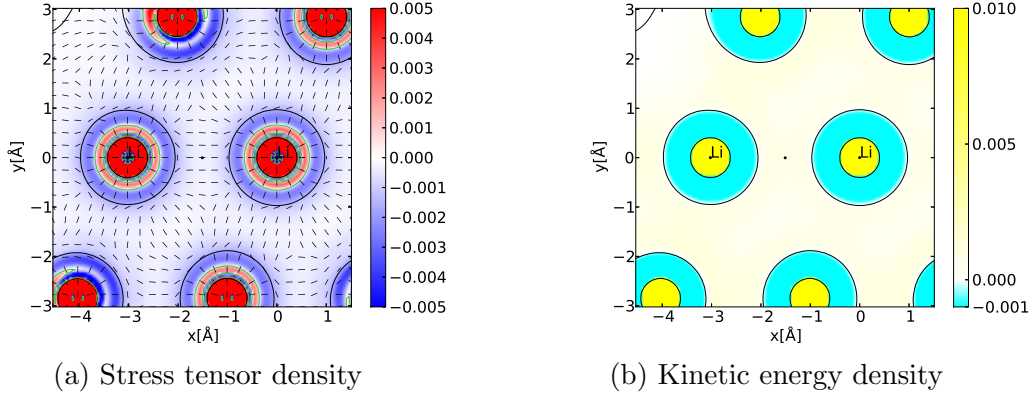 3
2
1
0
−1
−2
−3
y[Å]
−4 −3 −2 −1 0 1
x[Å]
Li Li
0.005
0.004
0.003
0.002
0.001
0.000
−0.001
−0.002
−0.003
−0.004
−0.005
(a) Stress tensor density
3
2
1
0
−1
−2
−3
y[Å]
−4 −3 −2 −1 0 1
x[Å]
Li Li
0.010
0.005
0.000
−0.001
(b) Kinetic energy density